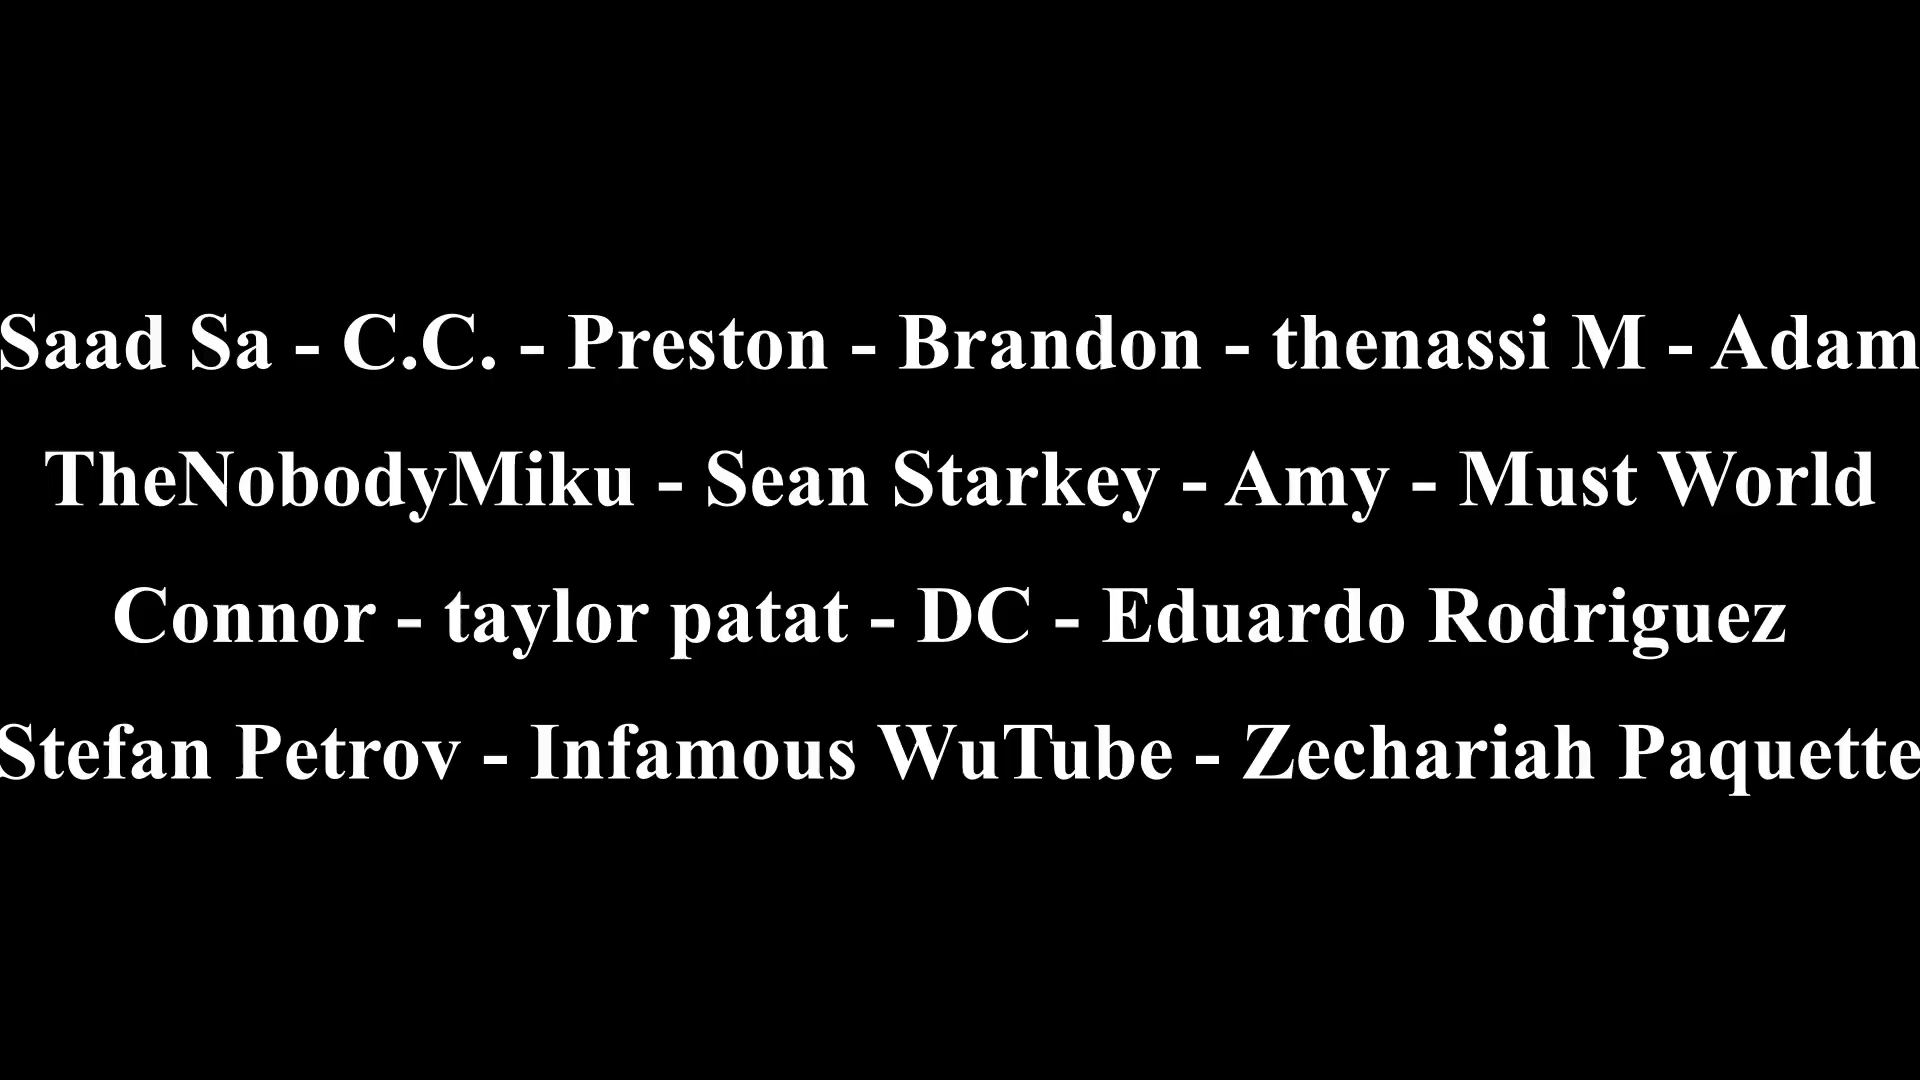 Saad Sa - C.C. - Preston - Brandon - thenassi M - Adam
TheNobodyMiku - Sean Starkey - Amy - Must World
Connor - taylor patat - DC - Eduardo Rodriguez
Stefan Petrov - Infamous WuTube - Zechariah Paquette